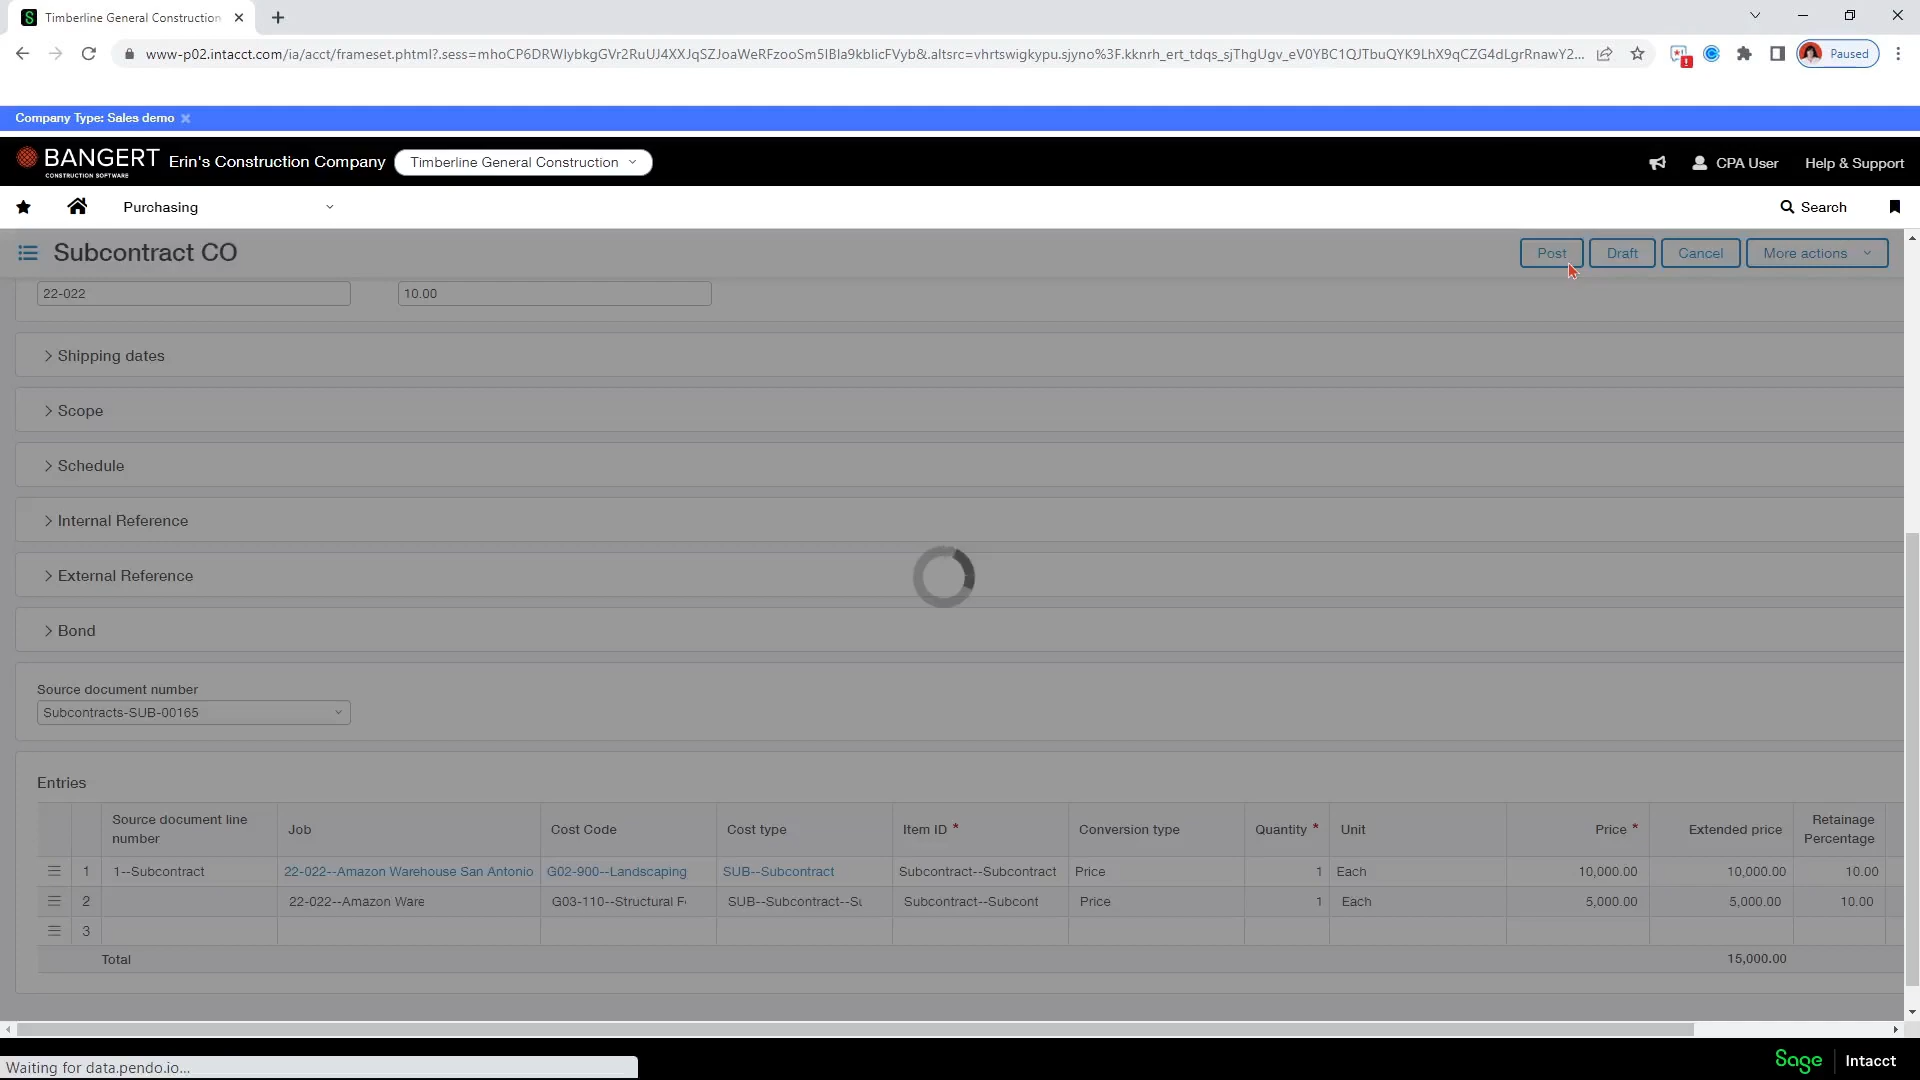 Timberline General Construction
www-p02.intacct.com/ia/acct/frameset.phtml?.sess=mhoCP6DRWIybkgGVr2RuUJ4XXJqSZJoaWeRFzooSm5IBla9kblicFVyb&.altsrc=vhrtswigkypu.sjyno%3F.kknrh_ert_tdqs_sjThgUgv_eV0YBC1QJTbuQYK9LhX9qCZG4dLgrRnawY2...
Paused
Company Type: Sales demo
BANGERT
CONSTRUCTION SOFTWARE
Erin's Construction Company
Timberline General Construction
CPA User
Help & Support
Purchasing
Search
Subcontract CO
Post
Draft
Cancel
More actions
22-022
10.00
Shipping dates
Scope
Schedule
Internal Reference
External Reference
Bond
Source document number
Subcontracts-SUB-00165
Entries
Source document line number Job Cost Code Cost type Item ID * Conversion type Quantity * Unit Price * Extended price Retainage Percentage
1 1--Subcontract 22-022--Amazon Warehouse San Antonio G02-900--Landscaping SUB--Subcontract Subcontract--Subcontract Price 1 Each 10,000.00 10,000.00 10.00
2 22-022--Amazon Ware G03-110--Structural F SUB--Subcontract--Su Subcontract--Subcont Price 1 Each 5,000.00 5,000.00 10.00
3
Total 15,000.00
Waiting for data.pendo.io...
Sage Intacct